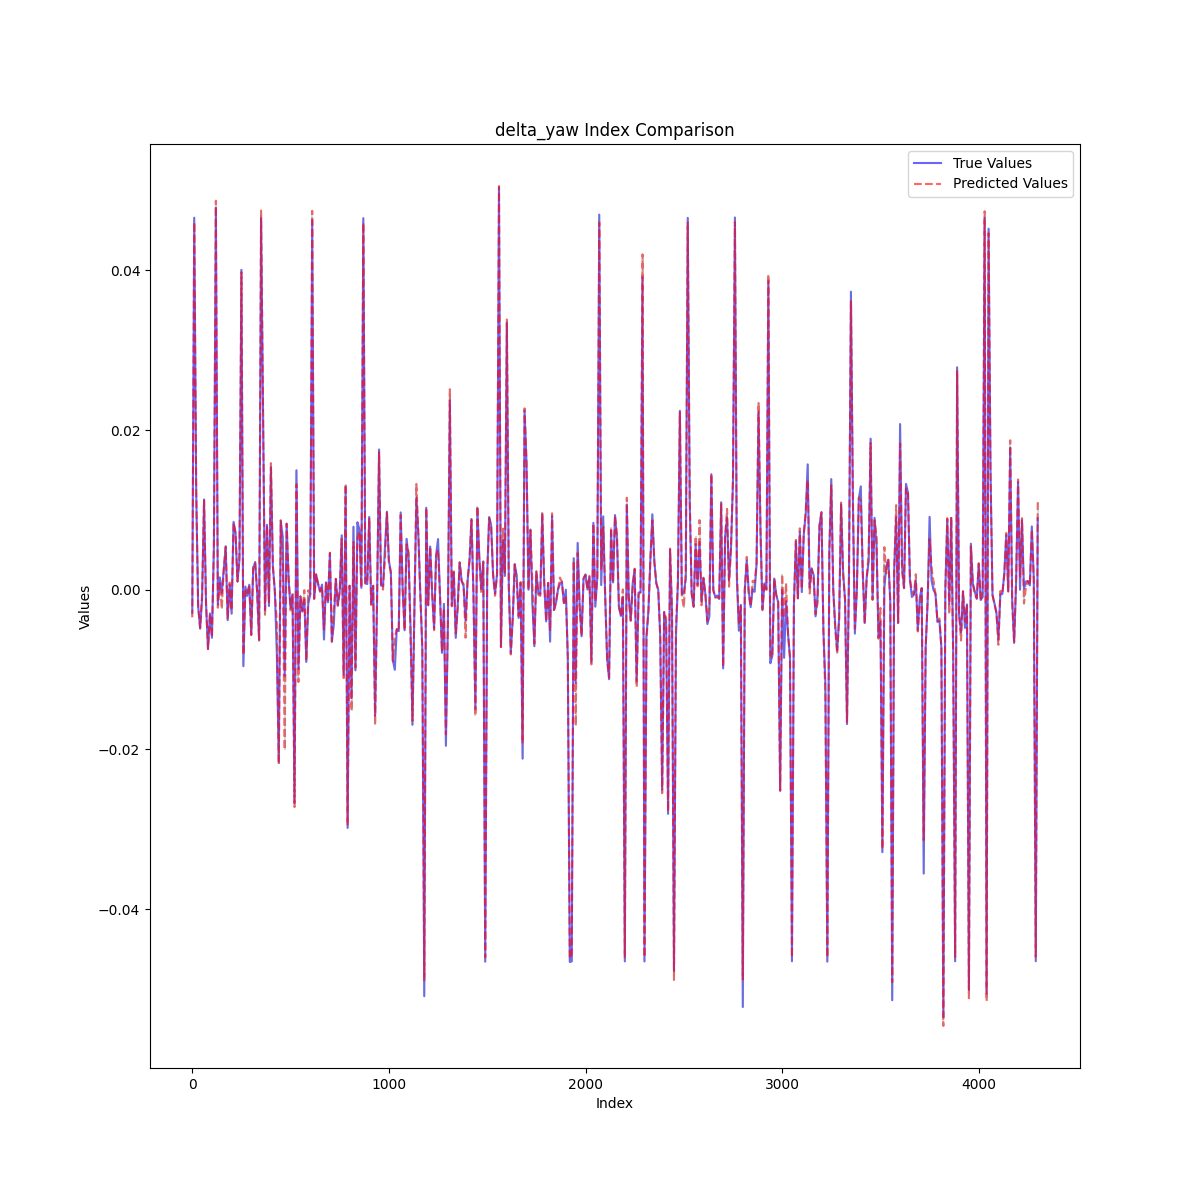 delta_yaw Index Comparison
True Values
Predicted Values
0.04
0.02
0.00
−0.02
−0.04
Values
0
1000
2000
3000
4000
Index